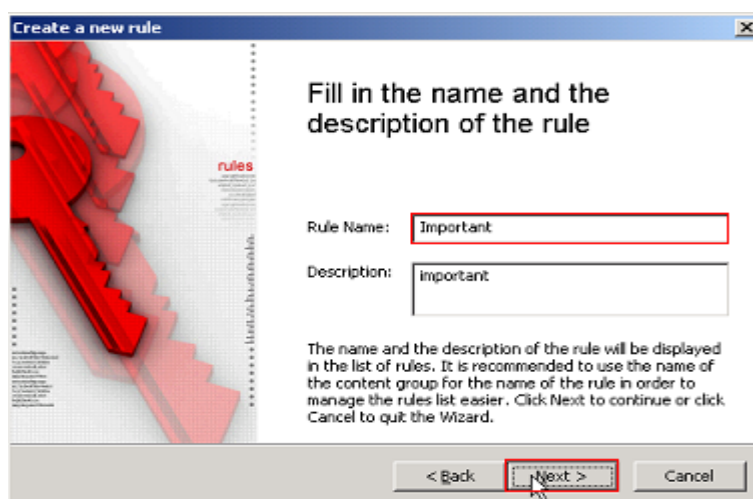 Create a new rule
Fill in the name and the
description of the rule
rules
Rule Name:
Important
Description:
important
The name and the description of the rule will be displayed
in the list of rules. It is recommended to use the name of
the content group for the name of the rule in order to
manage the rules list easier. Click Next to continue or click
Cancel to quit the Wizard.
< Back
Next >
Cancel